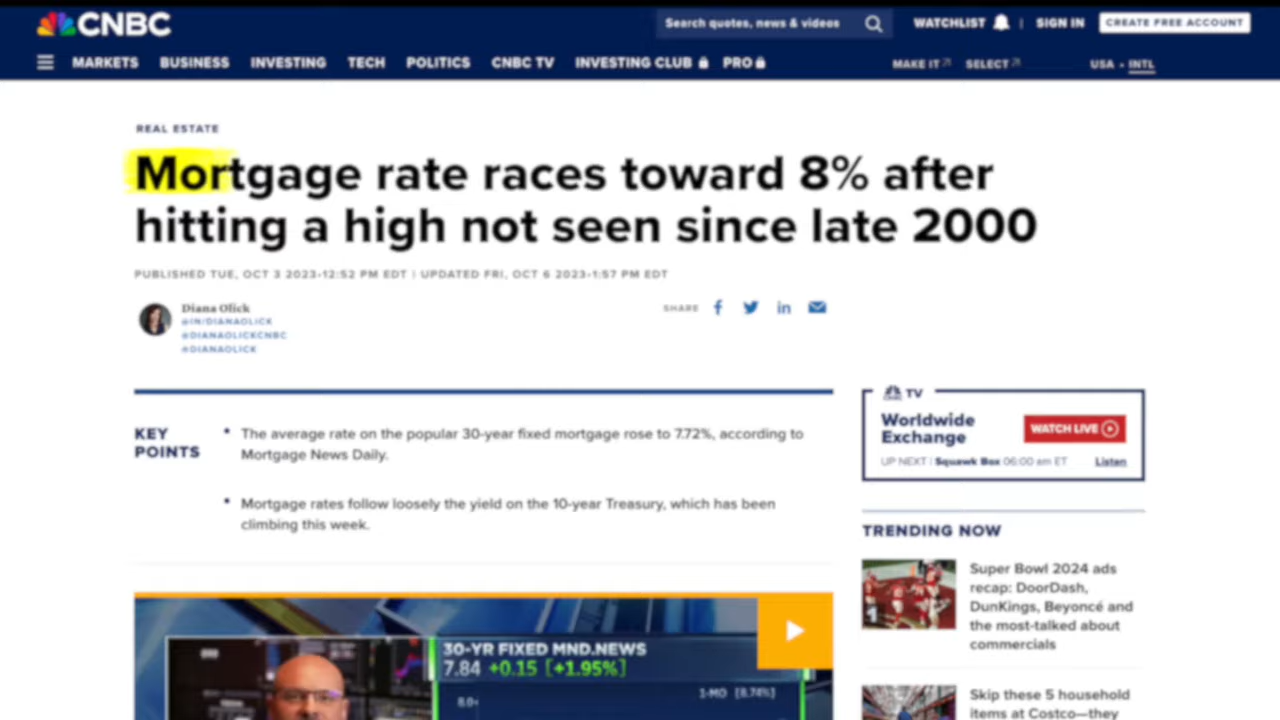 CNBC
Search quotes, news & videos
WATCHLIST | SIGN IN CREATE FREE ACCOUNT
MARKETS BUSINESS INVESTING TECH POLITICS CNBC TV INVESTING CLUB PRO MAKE IT SELECT USA • INTL
REAL ESTATE
Mortgage rate races toward 8% after
hitting a high not seen since late 2000
PUBLISHED TUE, OCT 3 2023•12:52 PM EDT | UPDATED FRI, OCT 6 2023•1:57 PM EDT
Diana Olick
@IN/DIANAOLICK
@DIANAOLICKCNBC
@DIANAOLICK
SHARE
KEY
POINTS
• The average rate on the popular 30-year fixed mortgage rose to 7.72%, according to
Mortgage News Daily.
• Mortgage rates follow loosely the yield on the 10-year Treasury, which has been
climbing this week.
30-YR FIXED MND.NEWS
7.84 +0.15 [+1.95%]
1-MO [8.74%]
8.0
TV
Worldwide
Exchange
WATCH LIVE
UP NEXT | Squawk Box 06:00 am ET Listen
TRENDING NOW
Super Bowl 2024 ads
recap: DoorDash,
DunKings, Beyoncé and
the most-talked about
commercials
Skip these 5 household
items at Costco—they